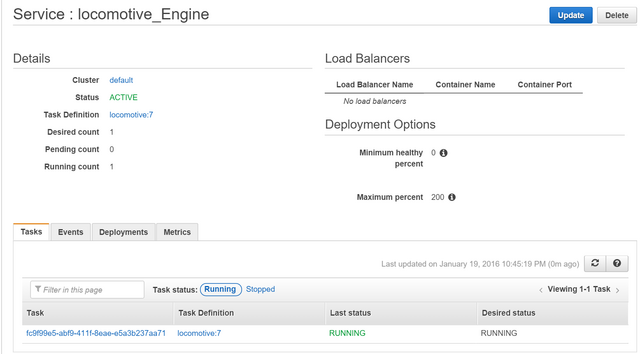 Service : locomotive_Engine
Update
Delete
Details
Cluster default
Status ACTIVE
Task Definition locomotive:7
Desired count 1
Pending count 0
Running count 1
Load Balancers
Load Balancer Name Container Name Container Port
No load balancers
Deployment Options
Minimum healthy percent 0
Maximum percent 200
Tasks Events Deployments Metrics
Last updated on January 19, 2016 10:45:19 PM (0m ago)
Filter in this page
Task status: Running Stopped
Viewing 1-1 Task
Task Task Definition Last status Desired status
fc9f99e5-abf9-411f-8eae-e5a3b237aa71 locomotive:7 RUNNING RUNNING